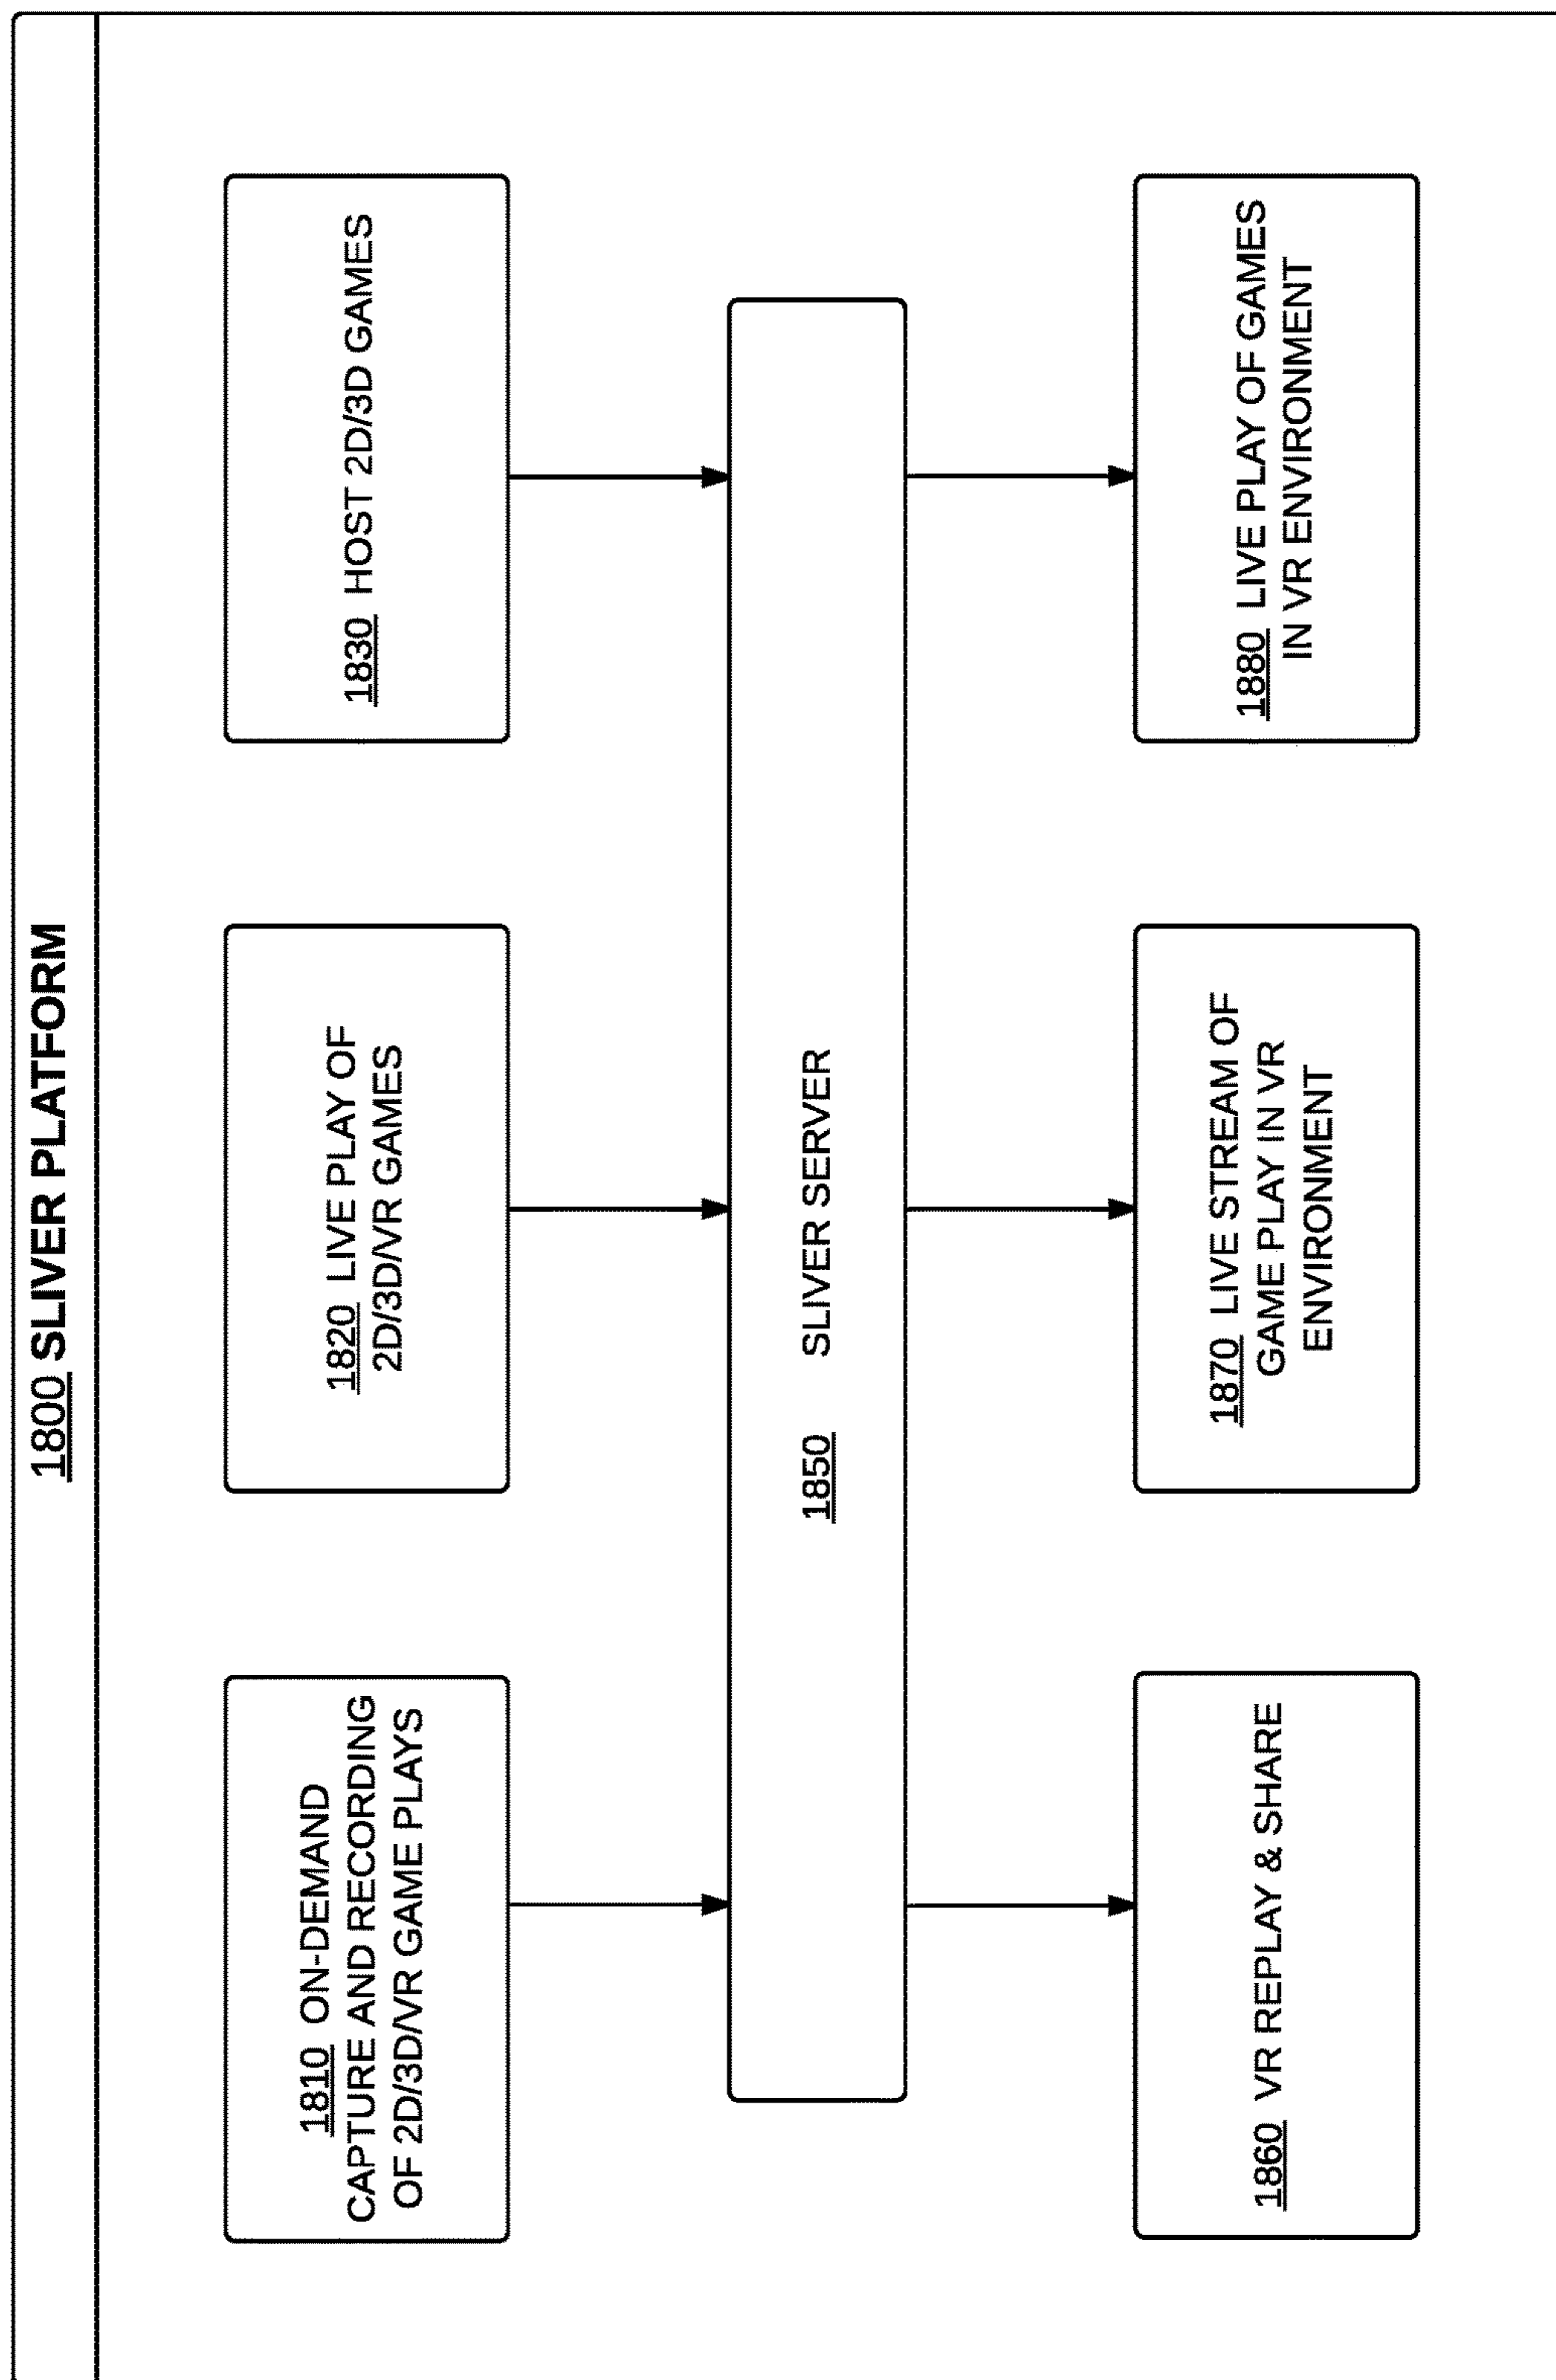 1800 SLIVER PLATFORM
1810 ON-DEMAND
CAPTURE AND RECORDING
OF 2D/3D/VR GAME PLAYS
1820 LIVE PLAY OF
2D/3D/VR GAMES
1830 HOST 2D/3D GAMES
1850 SLIVER SERVER
1860 VR REPLAY & SHARE
1870 LIVE STREAM OF
GAME PLAY IN VR
ENVIRONMENT
1880 LIVE PLAY OF GAMES
IN VR ENVIRONMENT